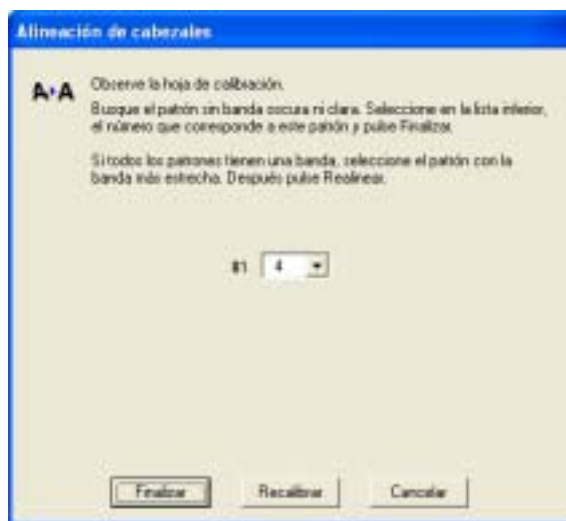 Alineación de cabezales
A A
Observe la hoja de calibración.
Busque el patrón sin banda oscura ni clara. Seleccione en la lista inferior,
el número que corresponde a este patrón y pulse Finalizar.
Si todos los patrones tienen una banda, seleccione el patrón con la
banda más estrecha. Después pulse Realinear.
#1 4
Finalizar Recalibrar Cancelar